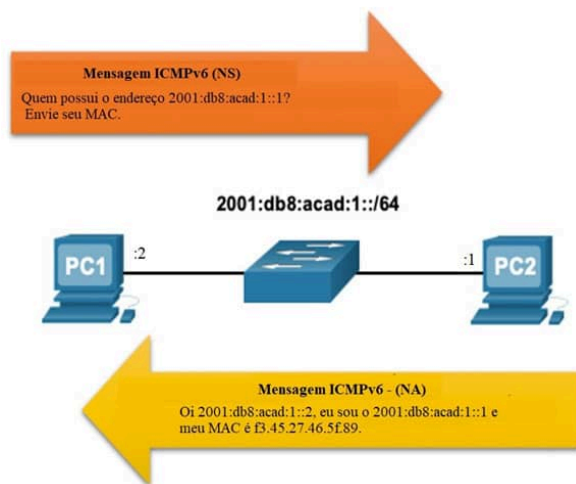 Mensagem ICMPv6 (NS)
Quem possui o endereço 2001:db8:acad:1::1?
Envie seu MAC.
2001:db8:acad:1::/64
PC1
:2
:1
PC2
Mensagem ICMPv6 - (NA)
Oi 2001:db8:acad:1::2, eu sou o 2001:db8:acad:1::1 e
meu MAC é f3.45.27.46.5f.89.